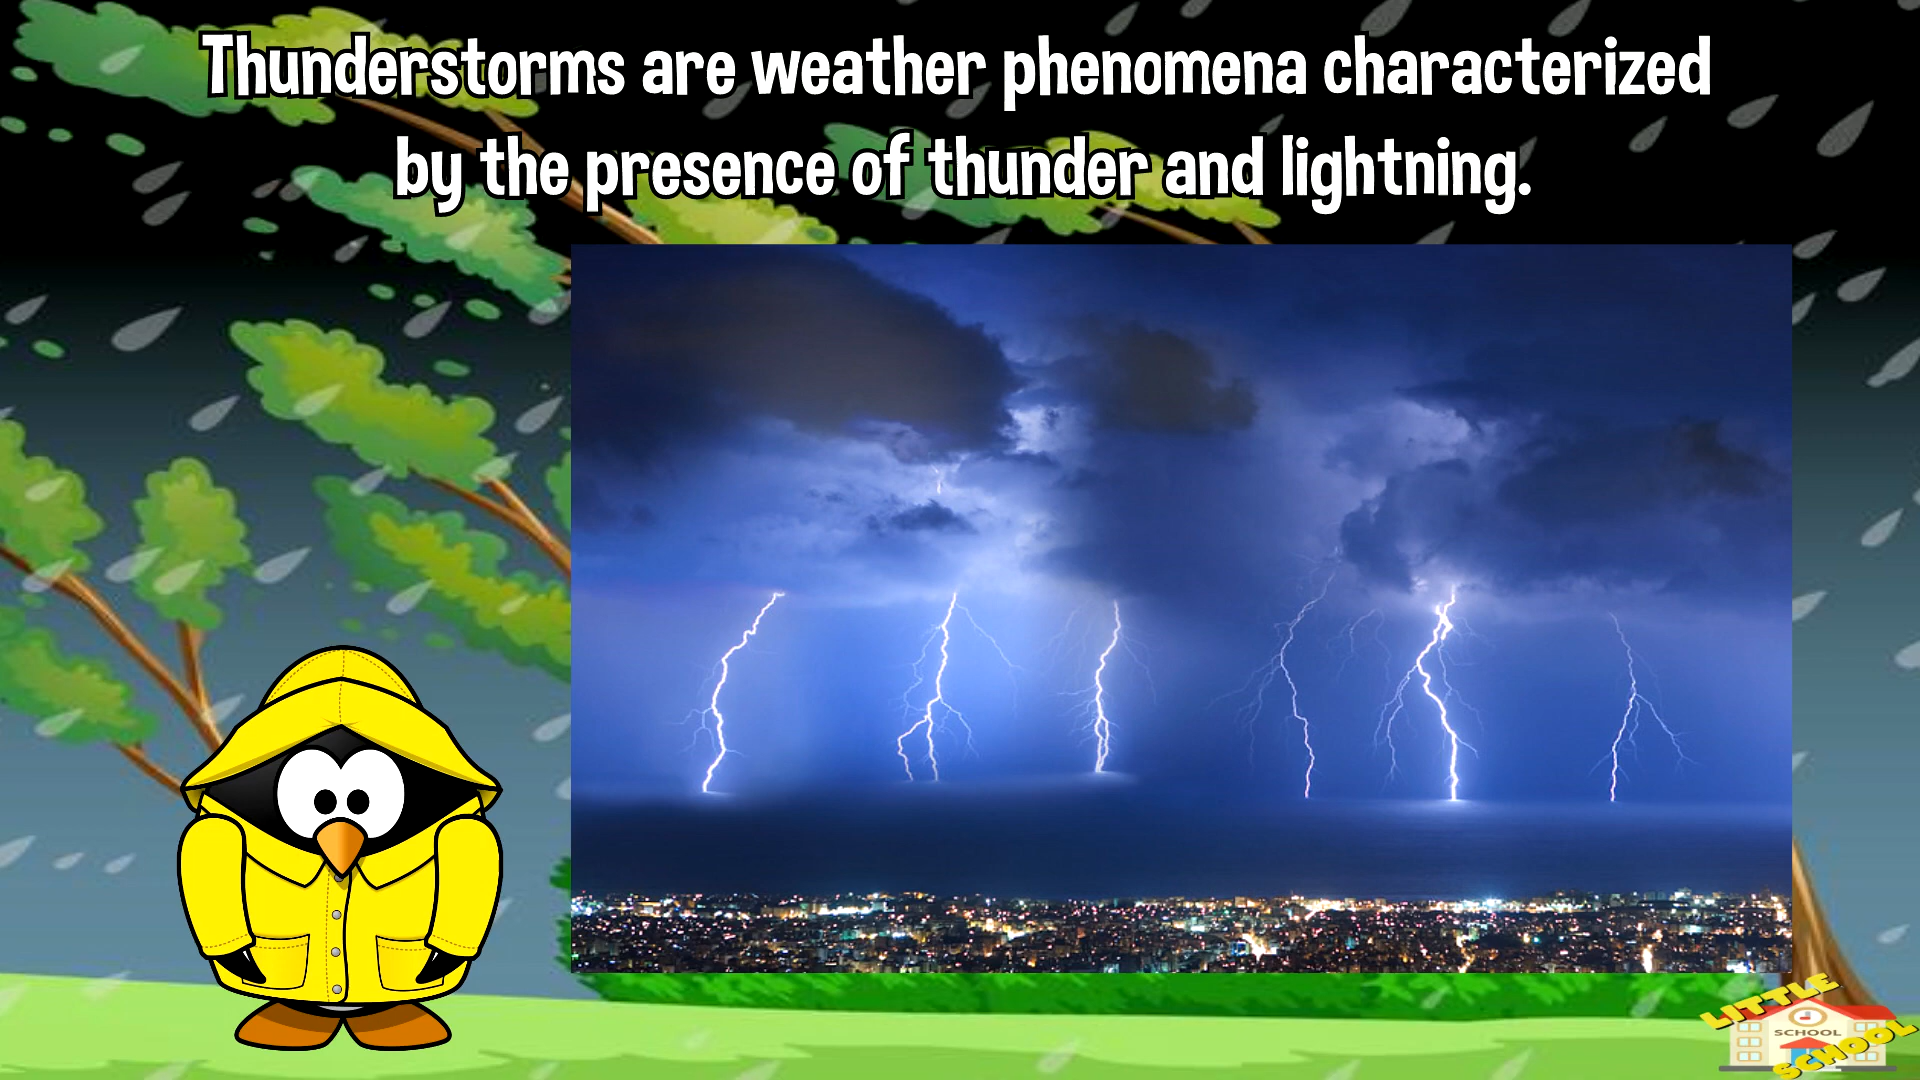 Thunderstorms are weather phenomena characterized
by the presence of thunder and lightning.
LITTLE
SCHOOL
SCHOOL